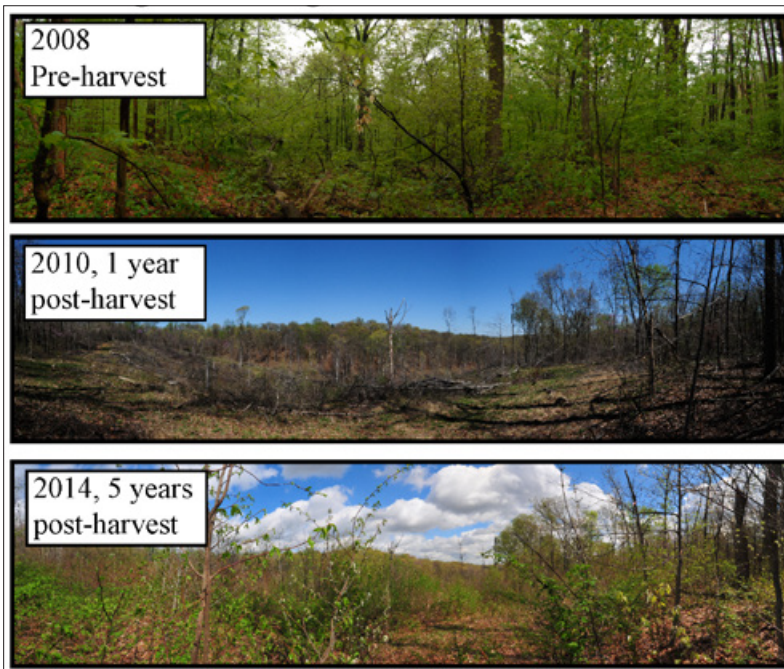 2008
Pre-harvest
2010, 1 year
post-harvest
2014, 5 years
post-harvest